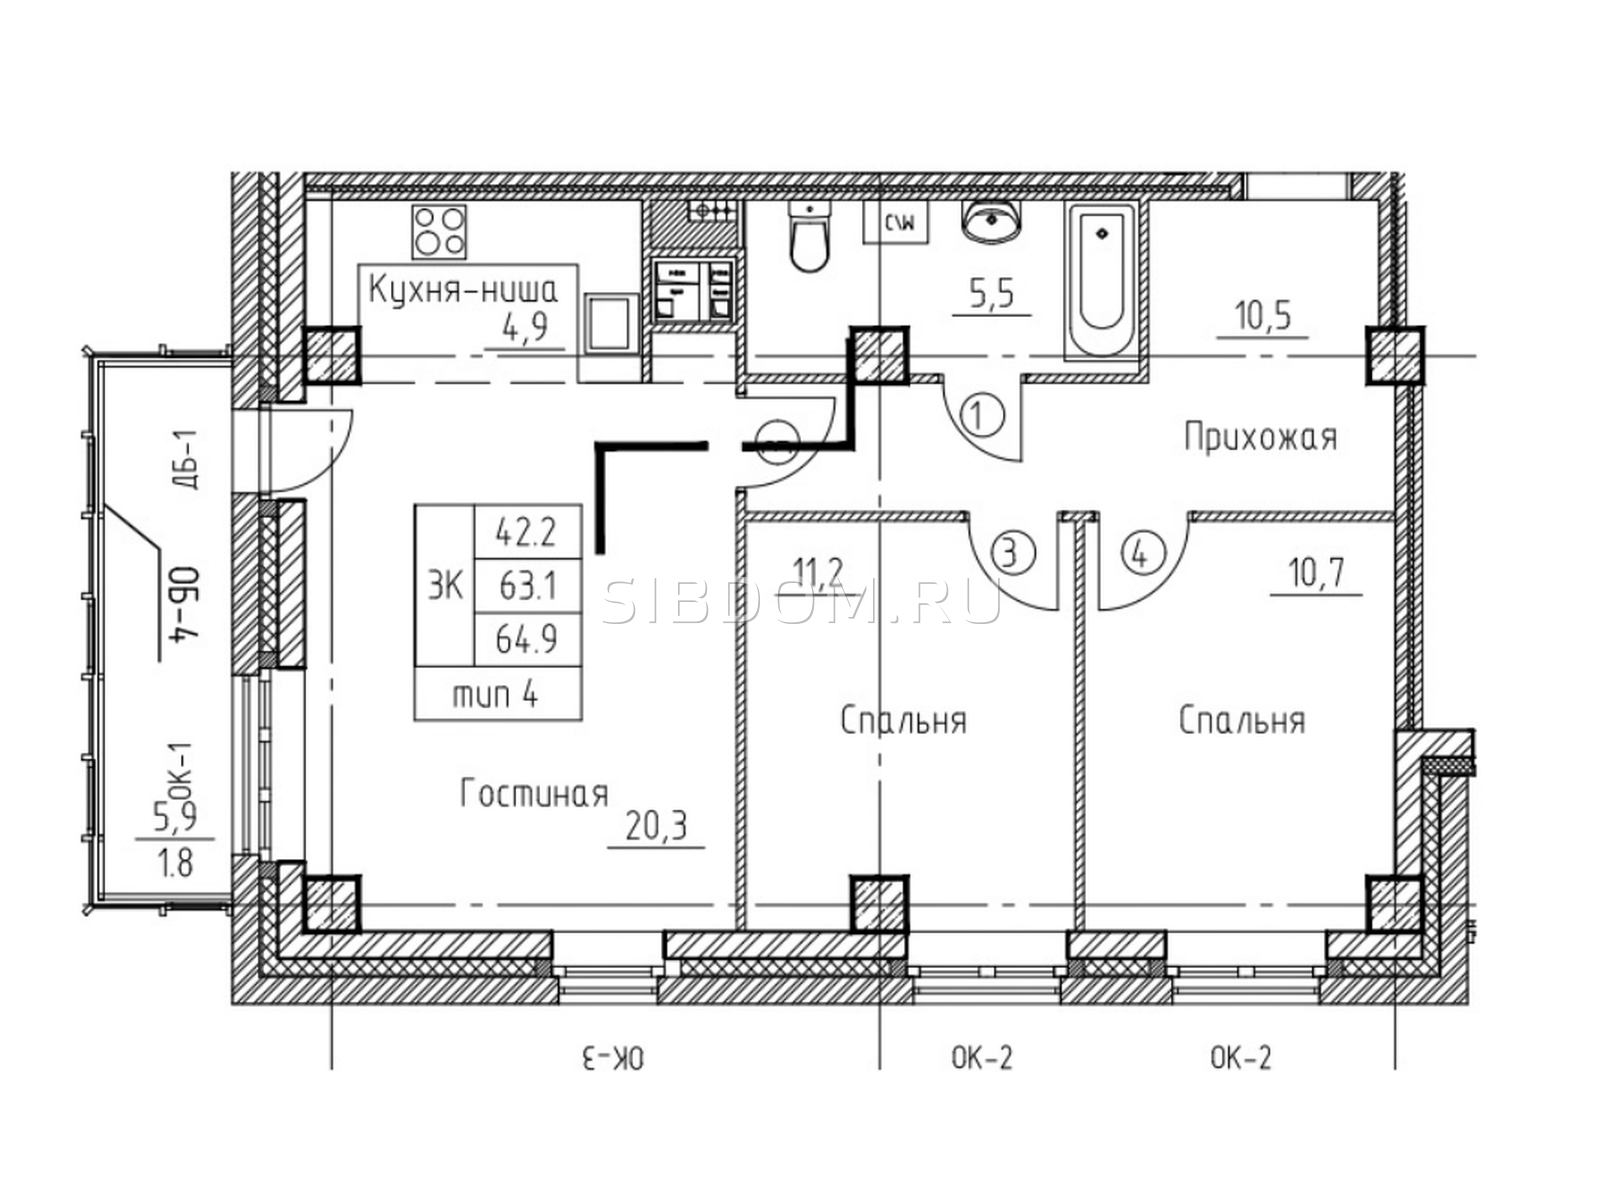 С\W
Кухня-ниша
4,9
5,5
10,5
1
Прихожая
ДБ-1
42.2
3К
63.1
64.9
тип 4
3
4
11,2
10,7
SIBDOM.RU
ОБ-4
Спальня
Спальня
ОК-1
Гостиная
20,3
5,9
1.8
ОК-3
ОК-2
ОК-2